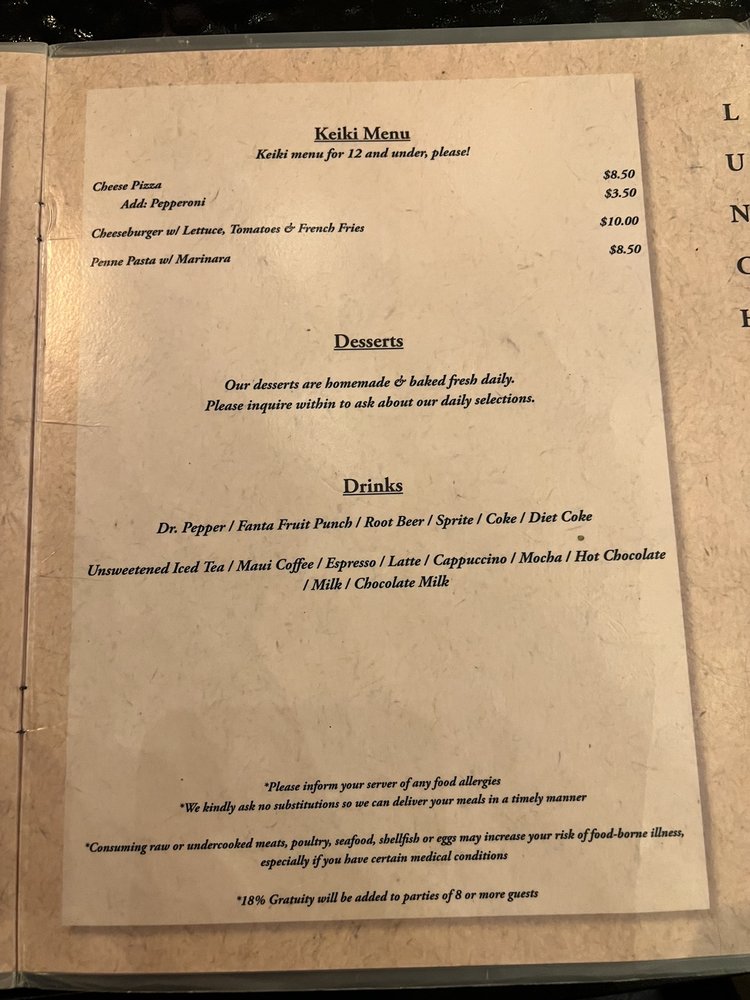 Keiki Menu
Keiki menu for 12 and under, please!
Cheese Pizza $8.50
Add: Pepperoni $3.50
Cheeseburger w/ Lettuce, Tomatoes & French Fries $10.00
Penne Pasta w/ Marinara $8.50
Desserts
Our desserts are homemade & baked fresh daily.
Please inquire within to ask about our daily selections.
Drinks
Dr. Pepper / Fanta Fruit Punch / Root Beer / Sprite / Coke / Diet Coke
Unsweetened Iced Tea / Maui Coffee / Espresso / Latte / Cappuccino / Mocha / Hot Chocolate
/ Milk / Chocolate Milk
*Please inform your server of any food allergies
*We kindly ask no substitutions so we can deliver your meals in a timely manner
*Consuming raw or undercooked meats, poultry, seafood, shellfish or eggs may increase your risk of food-borne illness,
especially if you have certain medical conditions
*18% Gratuity will be added to parties of 8 or more guests
L
U
N
C
H